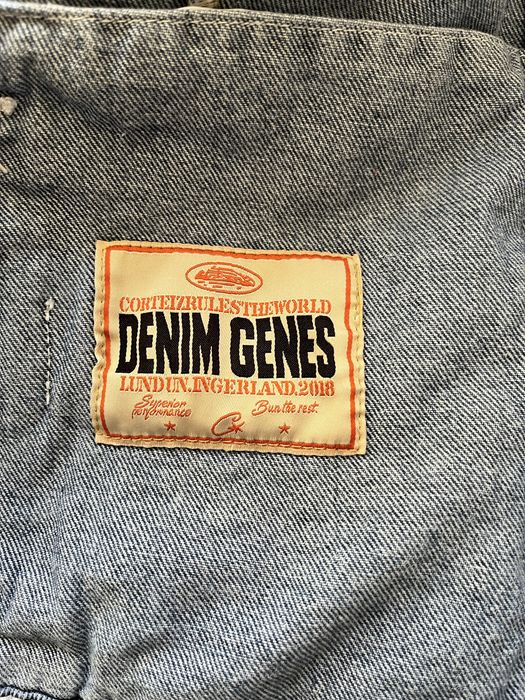 CORTEIZRULESTHEWORLD
DENIM GENES
LUNDUN.INGERLAND.2018
Superior Bun the rest.
performance
C